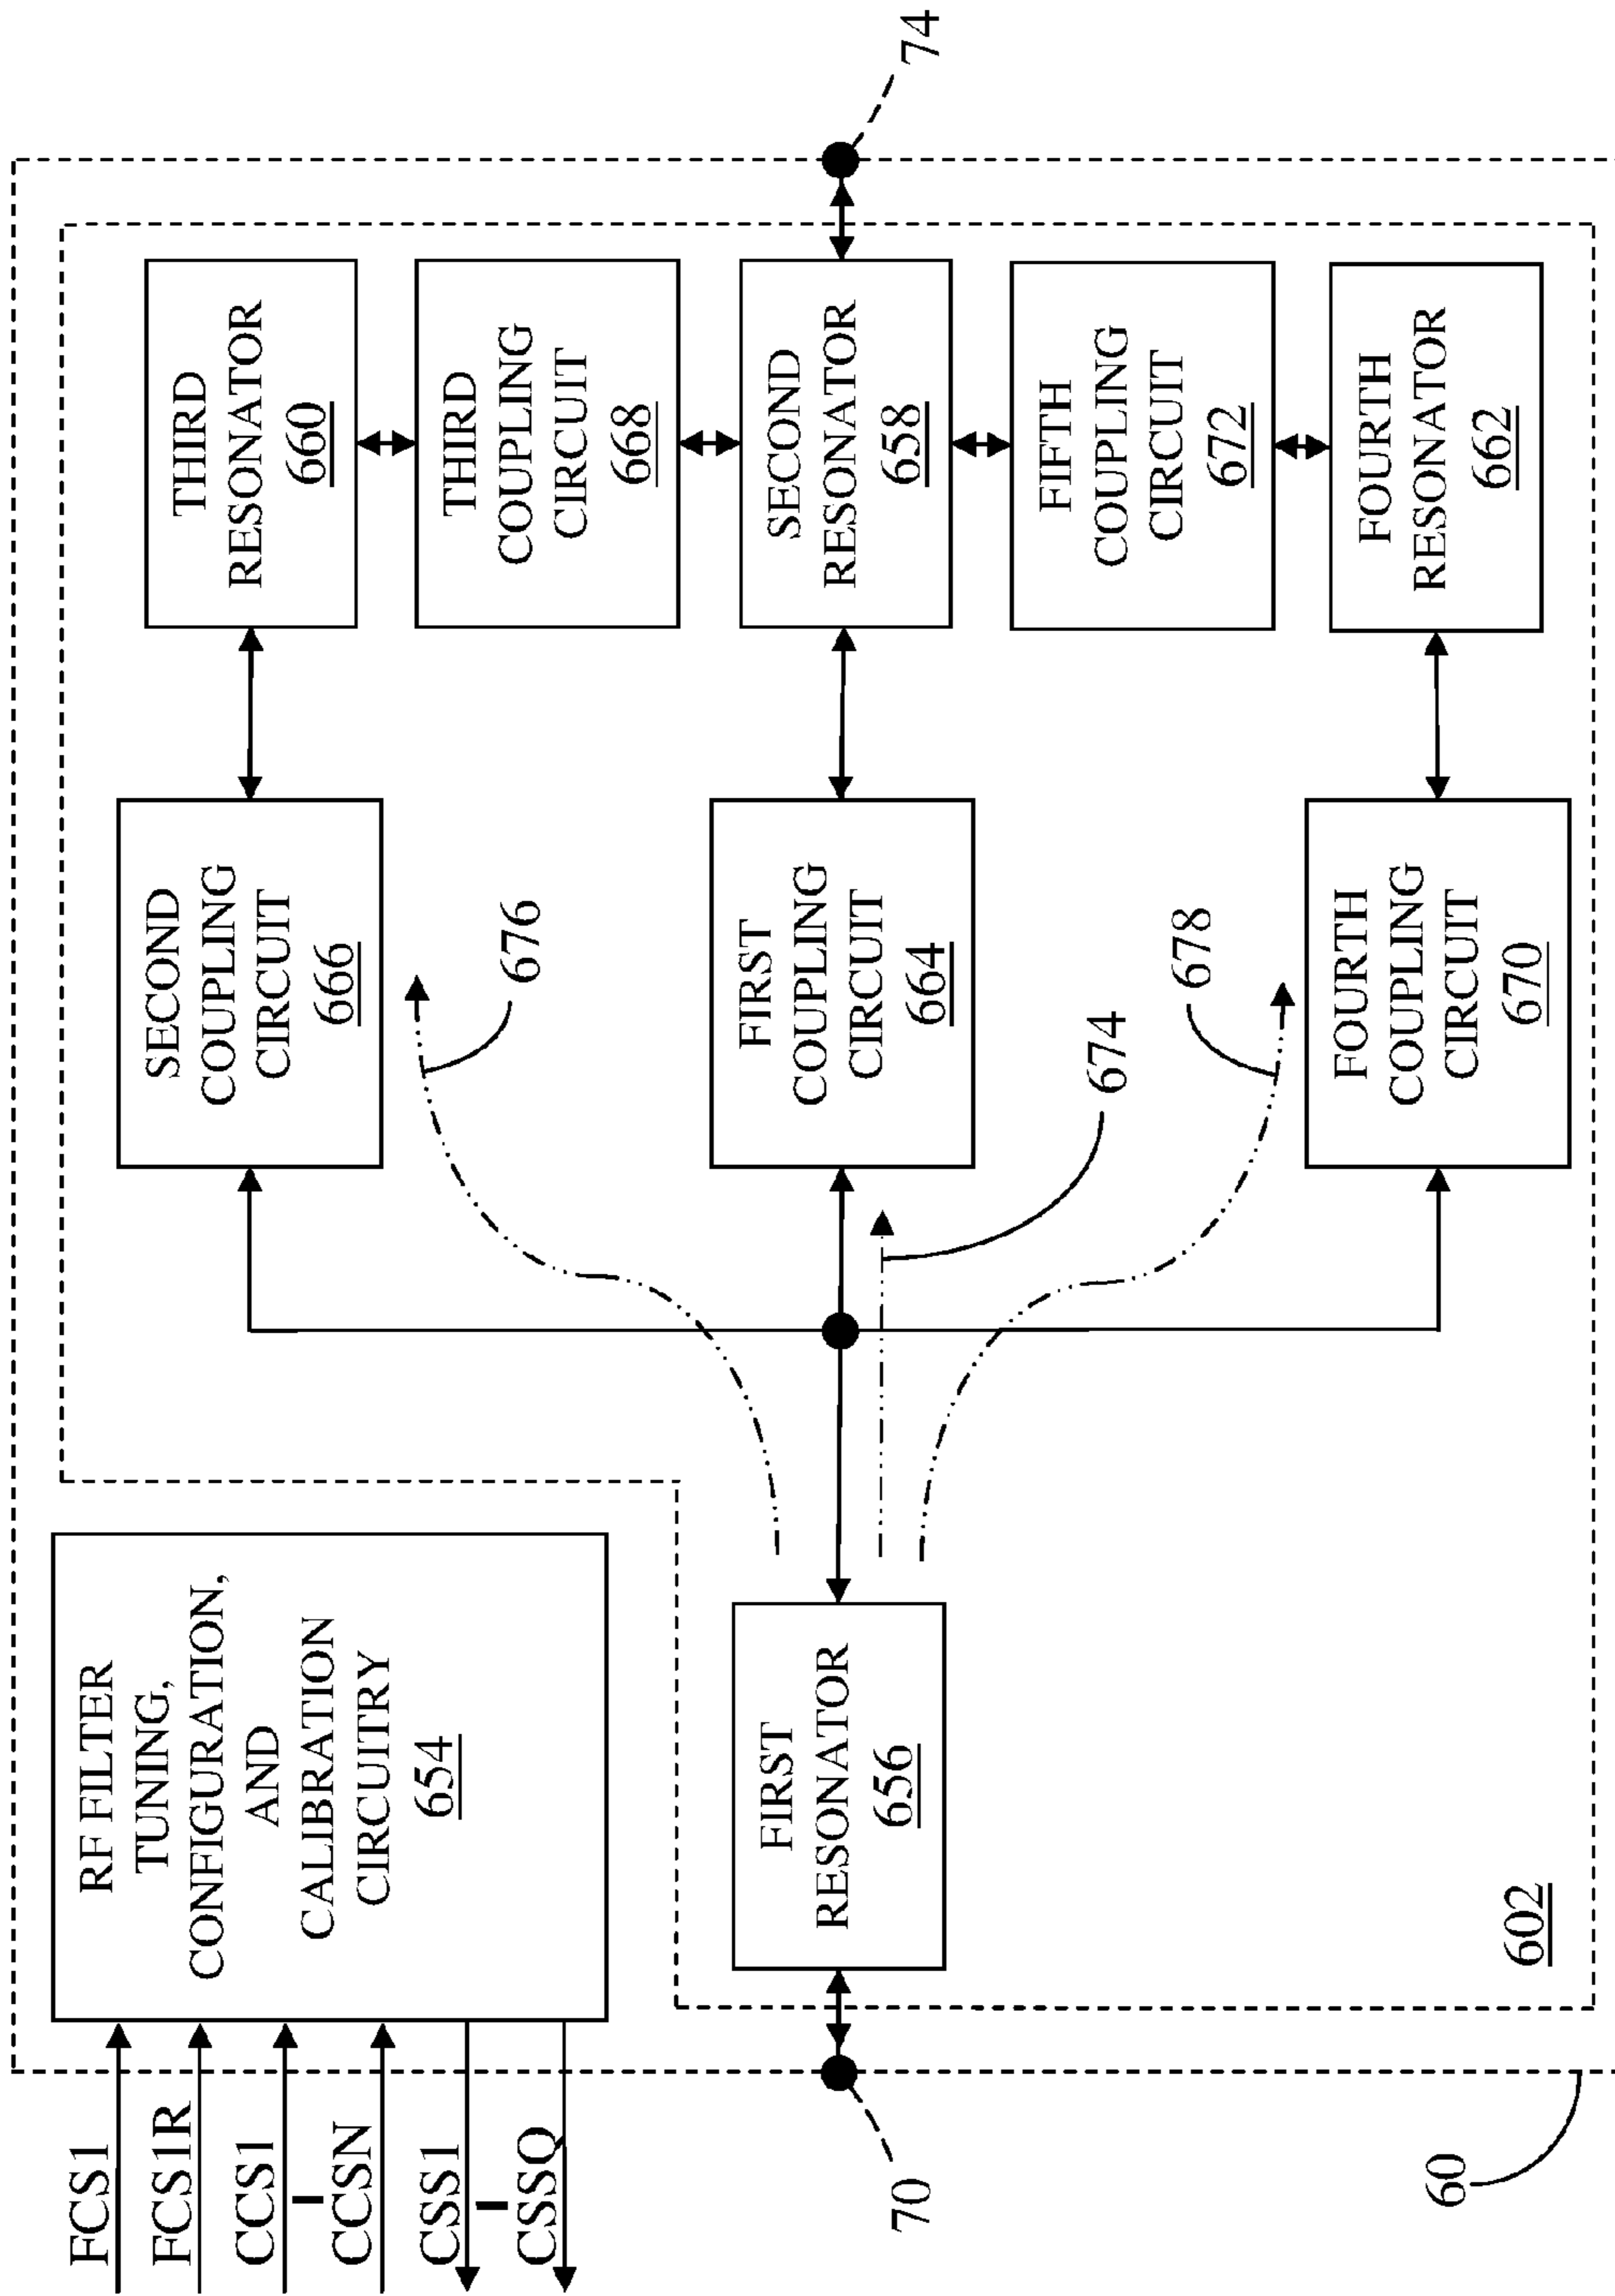 FCS1
FCS1R
CCS1
CCSN
CSS1
CSSQ
RF FILTER
TUNING,
CONFIGURATION,
AND
CALIBRATION
CIRCUITRY
654
SECOND
COUPLING
CIRCUIT
666
THIRD
RESONATOR
660
676
THIRD
COUPLING
CIRCUIT
668
70
FIRST
RESONATOR
656
FIRST
COUPLING
CIRCUIT
664
SECOND
RESONATOR
658
74
674
678
FIFTH
COUPLING
CIRCUIT
672
FOURTH
COUPLING
CIRCUIT
670
FOURTH
RESONATOR
662
602
60